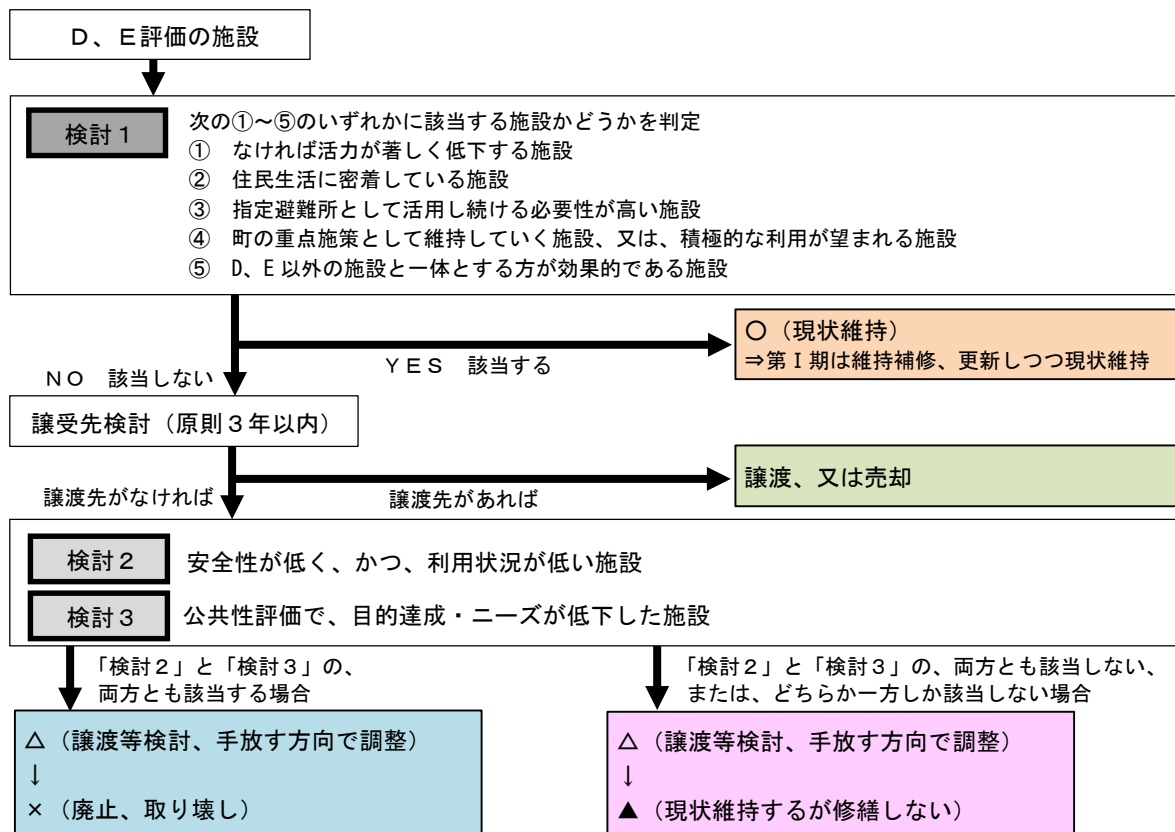 Ｄ、Ｅ評価の施設
検討１
次の①～⑤のいずれかに該当する施設かどうかを判定
① なければ活力が著しく低下する施設
② 住民生活に密着している施設
③ 指定避難所として活用し続ける必要性が高い施設
④ 町の重点施策として維持していく施設、又は、積極的な利用が望まれる施設
⑤ D、E 以外の施設と一体とする方が効果的である施設
〇（現状維持）
⇒第Ⅰ期は維持補修、更新しつつ現状維持
ＹＥＳ 該当する
ＮＯ 該当しない
譲受先検討（原則３年以内）
譲渡、又は売却
譲渡先がなければ
譲渡先があれば
検討２
安全性が低く、かつ、利用状況が低い施設
検討３
公共性評価で、目的達成・ニーズが低下した施設
「検討２」と「検討３」の、
両方とも該当する場合
「検討２」と「検討３」の、両方とも該当しない、
または、どちらか一方しか該当しない場合
△（譲渡等検討、手放す方向で調整）
↓
×（廃止、取り壊し）
△（譲渡等検討、手放す方向で調整）
↓
▲（現状維持するが修繕しない）